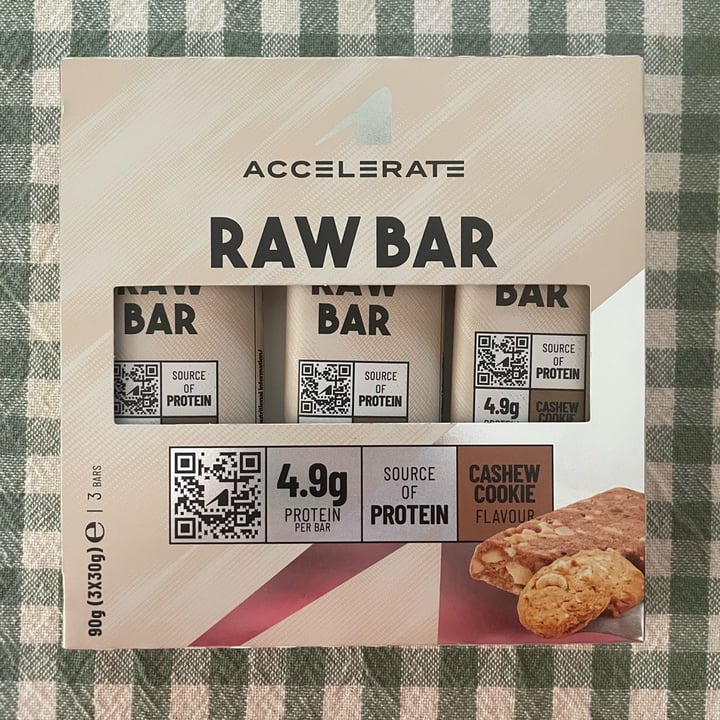 ACCELERATE
RAW BAR
RAW
BAR
SOURCE
OF
PROTEIN
RAW
BAR
SOURCE
OF
PROTEIN
BAR
SOURCE
OF
PROTEIN
4.9g
PROTEIN
CASHEW
COOKIE
4.9g
PROTEIN
PER BAR
SOURCE
OF
PROTEIN
CASHEW
COOKIE
FLAVOUR
90g (3X30g) e | 3 BARS